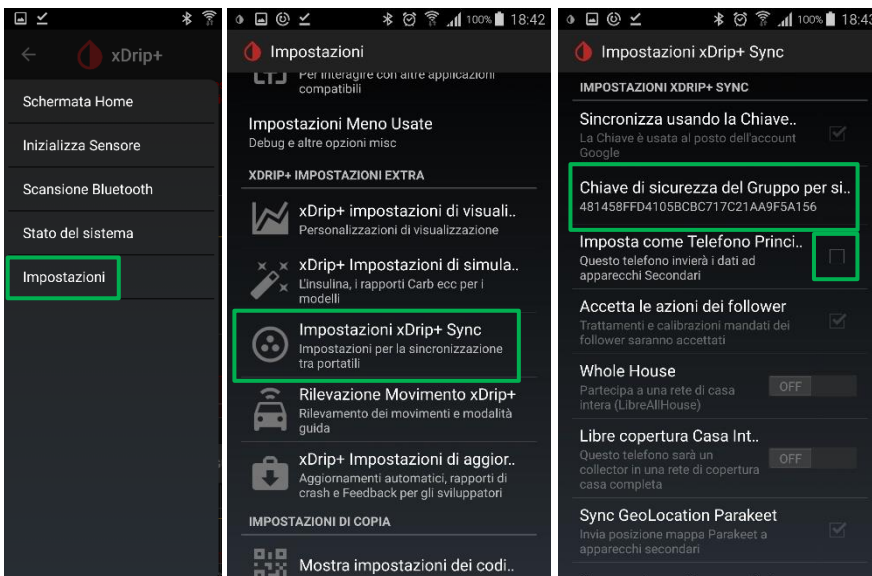 xDrip+
Schermata Home
Inizializza Sensore
Scansione Bluetooth
Stato del sistema
Impostazioni
100% 18:42
Impostazioni
Per interagire con altre applicazioni
compatibili
Impostazioni Meno Usate
Debug e altre opzioni misc
XDRIP+ IMPOSTAZIONI EXTRA
xDrip+ impostazioni di visuali..
Personalizzazioni di visualizzazione
xDrip+ Impostazioni di simula..
L'insulina, i rapporti Carb ecc per i
modelli
Impostazioni xDrip+ Sync
Impostazioni per la sincronizzazione
tra portatili
Rilevazione Movimento xDrip+
Rilevamento dei movimenti e modalità
guida
xDrip+ Impostazioni di aggior..
Aggiornamenti automatici, rapporti di
crash e Feedback per gli sviluppatori
IMPOSTAZIONI DI COPIA
Mostra impostazioni dei codi..
100% 18:43
Impostazioni xDrip+ Sync
IMPOSTAZIONI XDRIP+ SYNC
Sincronizza usando la Chiave..
La Chiave è usata al posto dell'account
Google
Chiave di sicurezza del Gruppo per si..
481458FFD4105BCBC717C21AA9F5A156
Imposta come Telefono Princi..
Questo telefono invierà i dati ad
apparecchi Secondari
Accetta le azioni dei follower
Trattamenti e calibrazioni mandati dei
follower saranno accettati
Whole House
Partecipa a una rete di casa
intera (LibreAllHouse)
OFF
Libre copertura Casa Int..
Questo telefono sarà un
collector in una rete di copertura
casa completa
OFF
Sync GeoLocation Parakeet
Invia posizione mappa Parakeet a
apparecchi secondari